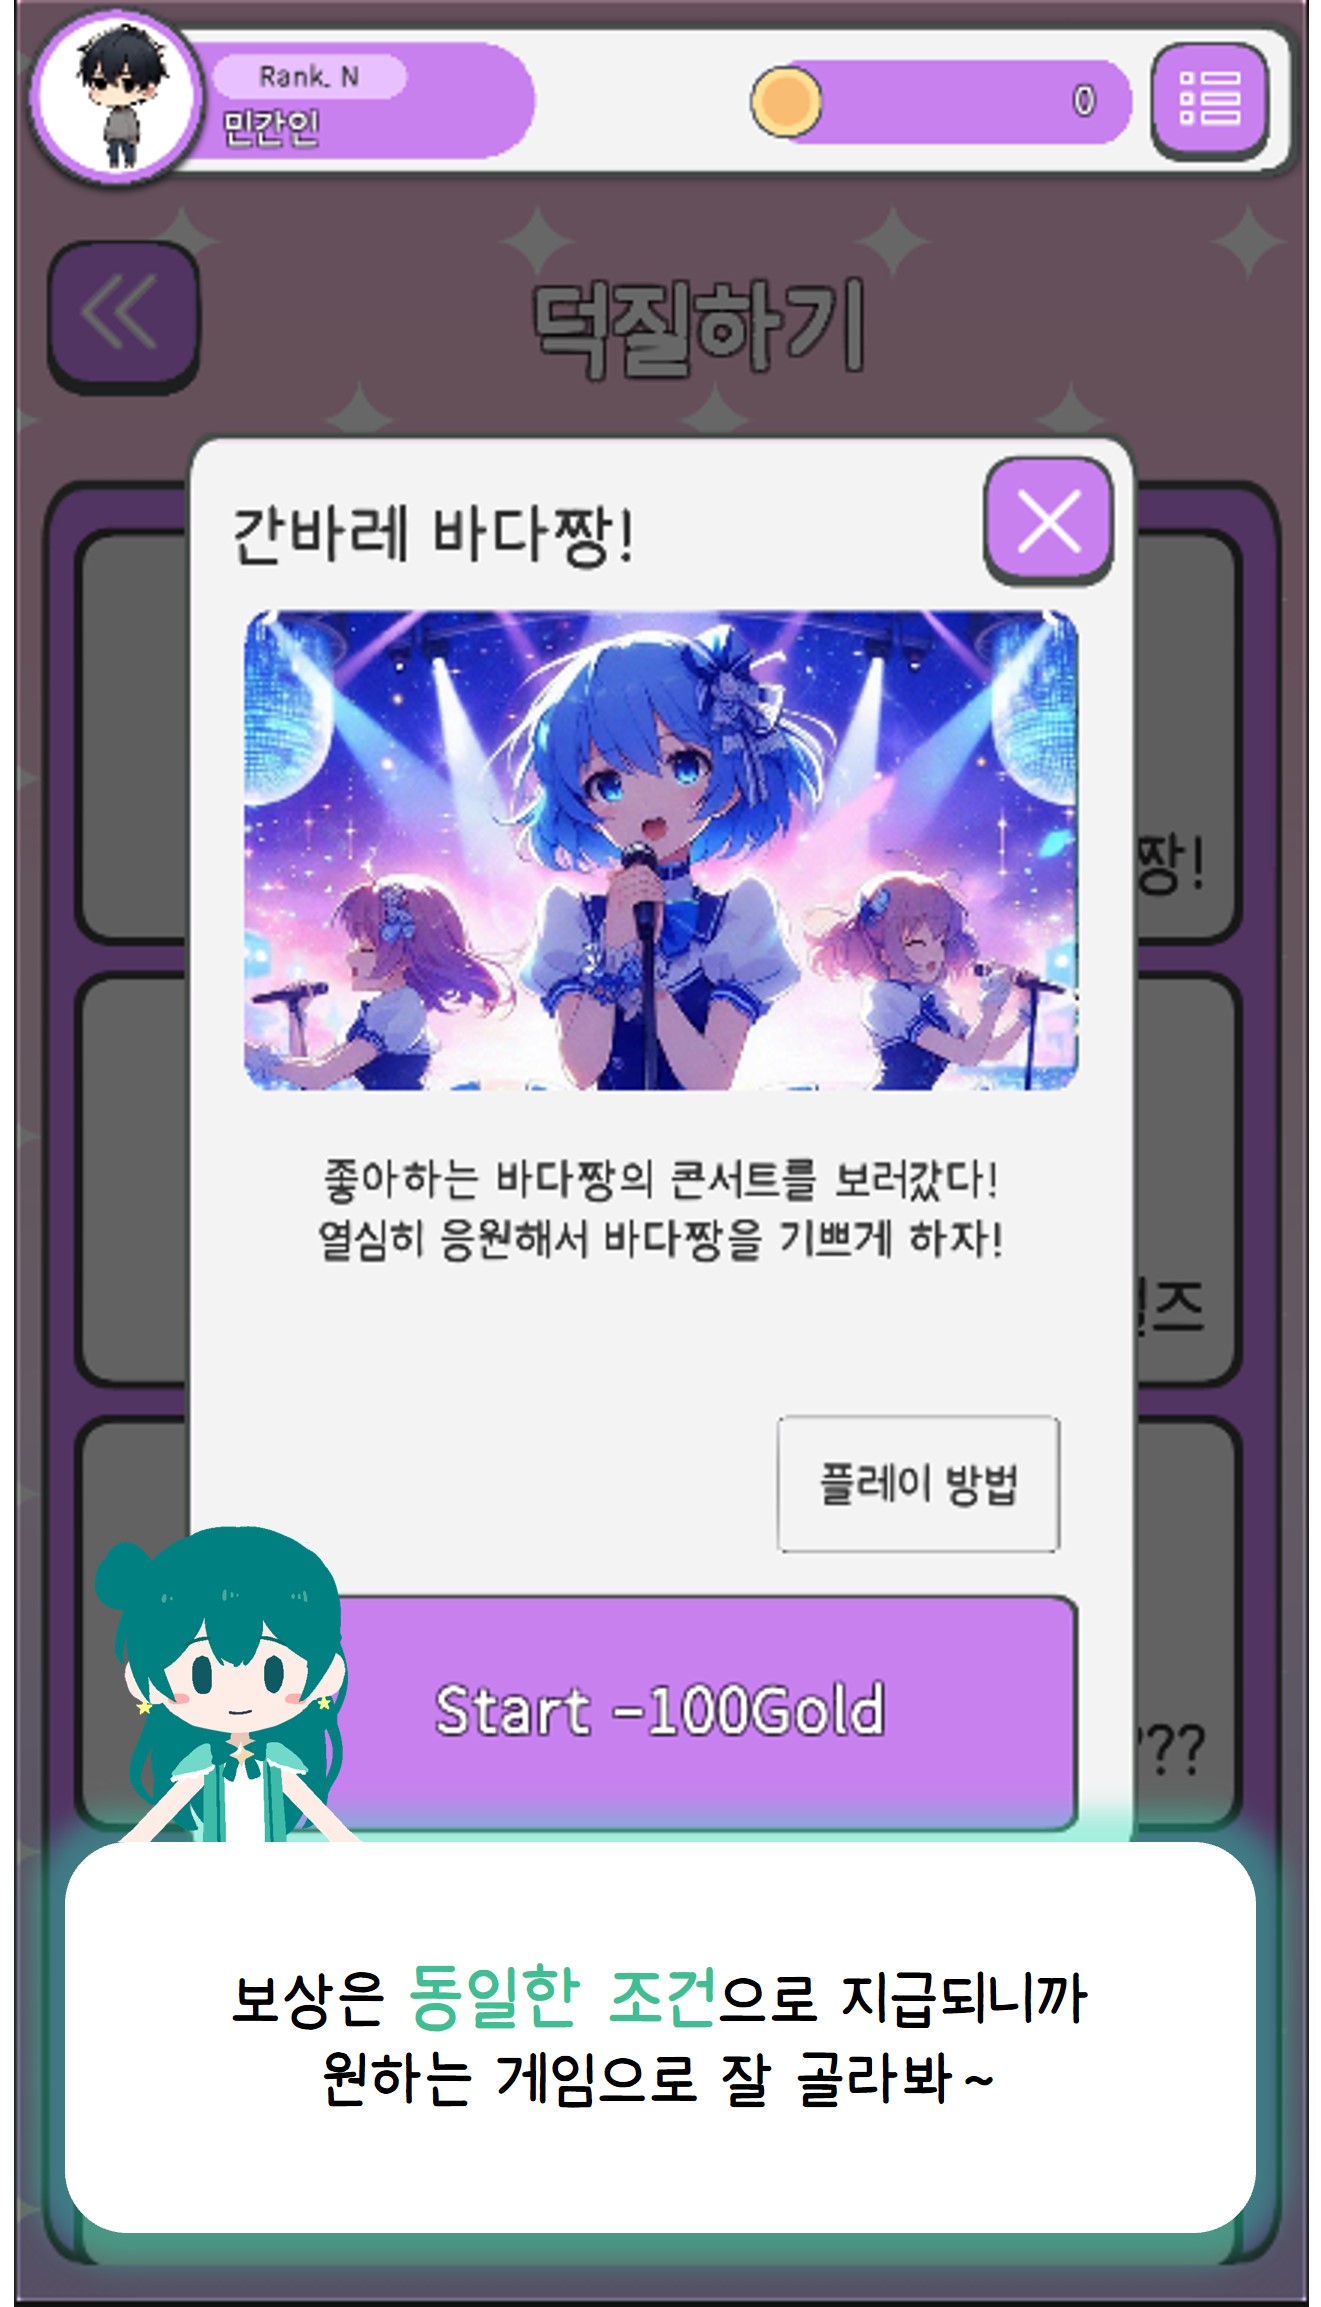 Rank. N
민간인
0
덕질하기
간바레 바다짱!
짱!
좋아하는 바다짱의 콘서트를 보러갔다!
열심히 응원해서 바다짱을 기쁘게 하자!
즈
플레이 방법
Start -100Gold
???
보상은 동일한 조건으로 지급되니까
원하는 게임으로 잘 골라봐~